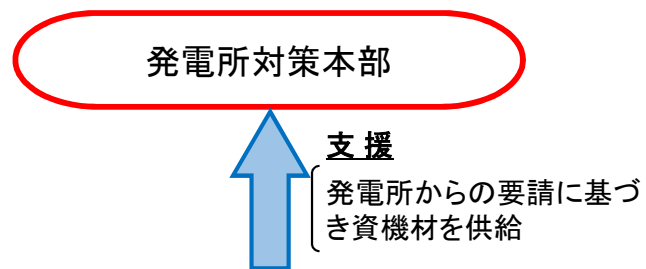 発電所対策本部
支 援
発電所からの要請に基づ
き資機材を供給